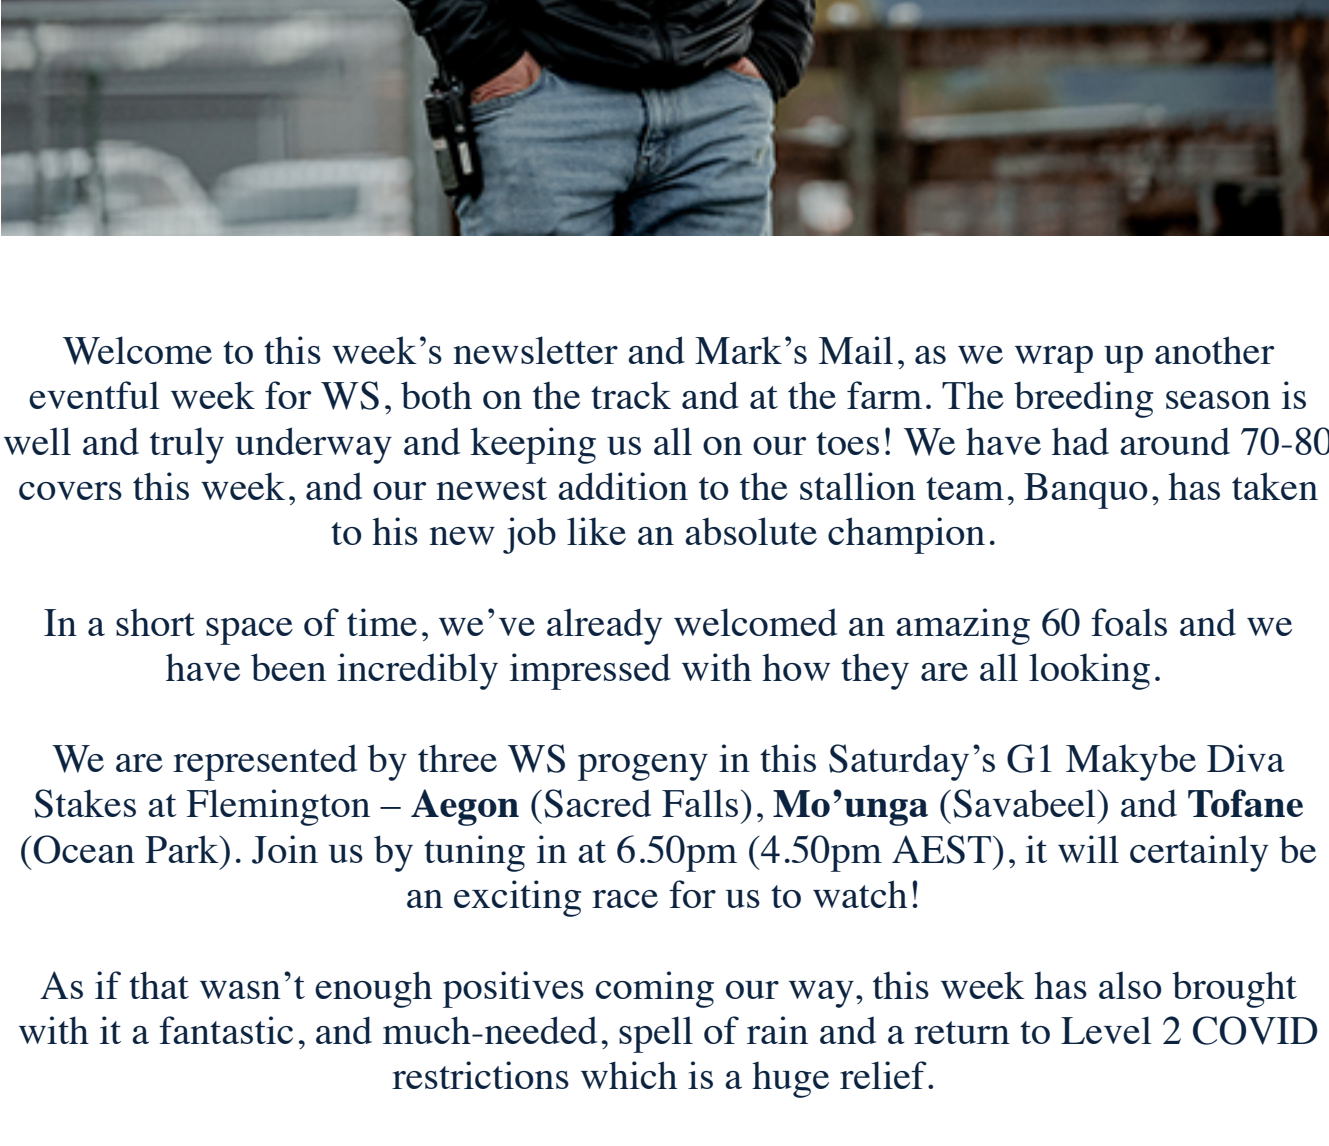 Welcome to this week’s newsletter and Mark’s Mail, as we wrap up another
eventful week for WS, both on the track and at the farm. The breeding season is
well and truly underway and keeping us all on our toes! We have had around 70-80
covers this week, and our newest addition to the stallion team, Banquo, has taken
to his new job like an absolute champion.
In a short space of time, we’ve already welcomed an amazing 60 foals and we
have been incredibly impressed with how they are all looking.
We are represented by three WS progeny in this Saturday’s G1 Makybe Diva
Stakes at Flemington – Aegon (Sacred Falls), Mo’unga (Savabeel) and Tofane
(Ocean Park). Join us by tuning in at 6.50pm (4.50pm AEST), it will certainly be
an exciting race for us to watch!
As if that wasn’t enough positives coming our way, this week has also brought
with it a fantastic, and much-needed, spell of rain and a return to Level 2 COVID
restrictions which is a huge relief.